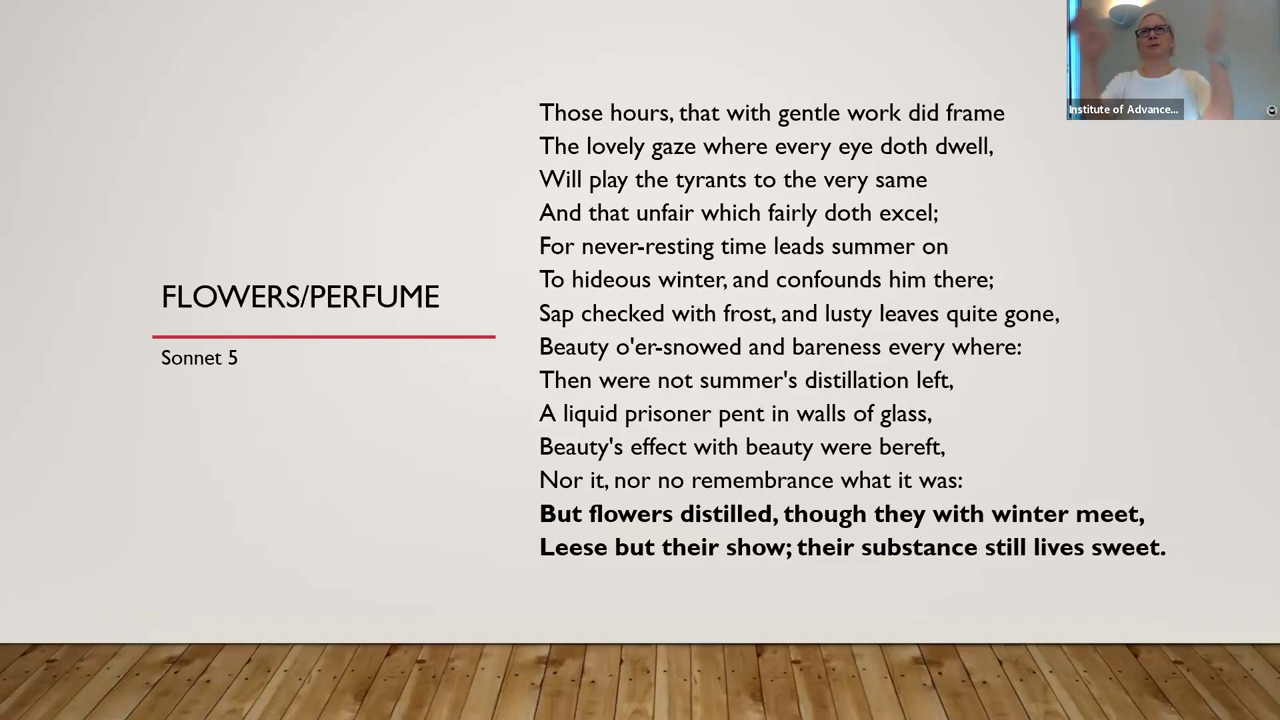 Institute of Advance...
Those hours, that with gentle work did frame
The lovely gaze where every eye doth dwell,
Will play the tyrants to the very same
And that unfair which fairly doth excel;
For never-resting time leads summer on
To hideous winter, and confounds him there;
Sap checked with frost, and lusty leaves quite gone,
Beauty o'er-snowed and bareness every where:
Then were not summer's distillation left,
A liquid prisoner pent in walls of glass,
Beauty's effect with beauty were bereft,
Nor it, nor no remembrance what it was:
But flowers distilled, though they with winter meet,
Leese but their show; their substance still lives sweet.
FLOWERS/PERFUME
Sonnet 5